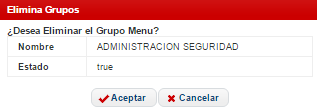 Elimina Grupos
¿Desea Eliminar el Grupo Menu?
Nombre ADMINISTRACION SEGURIDAD
Estado true
Aceptar Cancelar